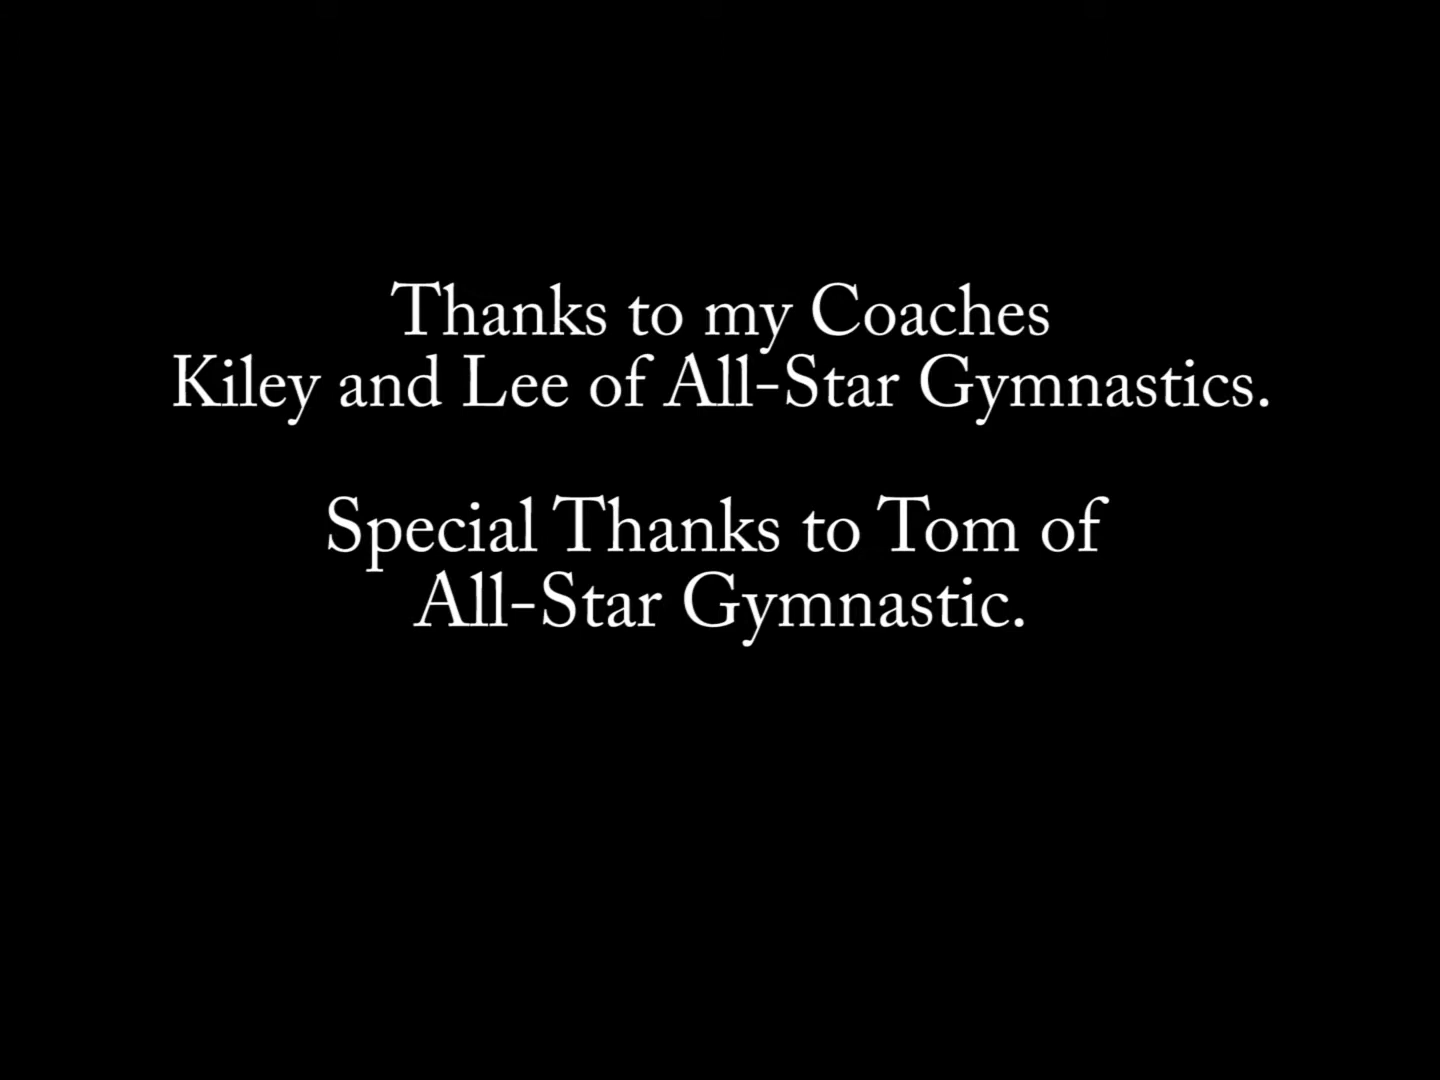 Thanks to my Coaches
Kiley and Lee of All-Star Gymnastics.
Special Thanks to Tom of
All-Star Gymnastic.